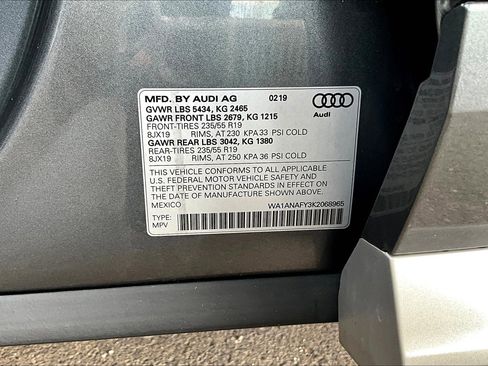 MFD. BY AUDI AG 0219
GVWR LBS 5434, KG 2465
GAWR FRONT LBS 2679, KG 1215
FRONT-TIRES 235/55 R19
8JX19 RIMS, AT 230 KPA 33 PSI COLD
GAWR REAR LBS 3042, KG 1380
REAR-TIRES 235/55 R19
8JX19 RIMS, AT 250 KPA 36 PSI COLD
Audi
THIS VEHICLE CONFORMS TO ALL APPLICABLE
U.S. FEDERAL MOTOR VEHICLE SAFETY AND
THEFT PREVENTION STANDARDS IN EFFECT ON
THE DATE OF MANUFACTURE SHOWN ABOVE.
MEXICO WA1ANAFY3K2068965
TYPE:
MPV